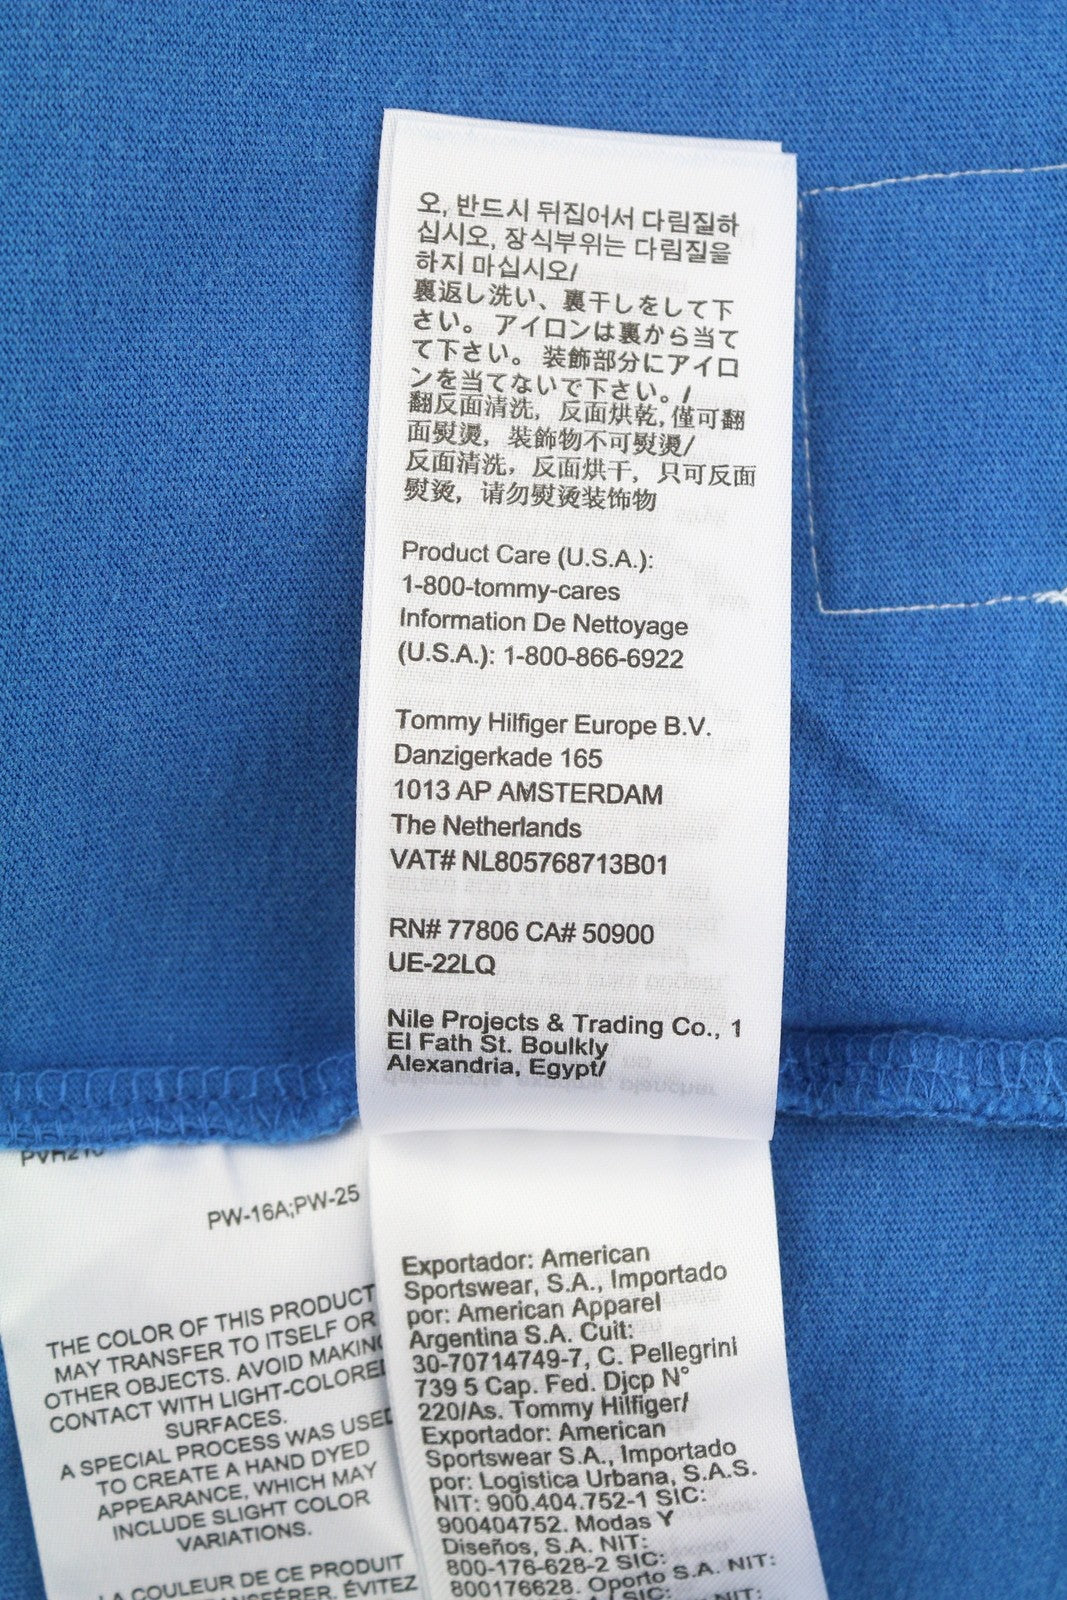 오, 반드시 뒤집어서 다림질하
십시오, 장식부위는 다림질을
하지 마십시오/
裏返し洗い、裏干しをして下
さい。 アイロンは裏から当て
て下さい。 装飾部分にアイロ
ンを当てないで下さい。/
翻反面清洗，反面烘乾,僅可翻
面熨燙，裝飾物不可熨燙/
反面清洗，反面烘干，只可反面
熨烫，请勿熨烫装饰物
Product Care (U.S.A.):
1-800-tommy-cares
Information De Nettoyage
(U.S.A.): 1-800-866-6922
Tommy Hilfiger Europe B.V.
Danzigerkade 165
1013 AP AMSTERDAM
The Netherlands
VAT# NL805768713B01
RN# 77806 CA# 50900
UE-22LQ
Nile Projects & Trading Co., 1
El Fath St. Boulkly
Alexandria, Egypt/
PW-16A;PW-25
THE COLOR OF THIS PRODUCT
MAY TRANSFER TO ITSELF OR
OTHER OBJECTS. AVOID MAKING
CONTACT WITH LIGHT-COLORED
SURFACES.
A SPECIAL PROCESS WAS USED
TO CREATE A HAND DYED
APPEARANCE, WHICH MAY
INCLUDE SLIGHT COLOR
VARIATIONS.
LA COULEUR DE CE PRODUIT
ÉVITEZ
Exportador: American
Sportswear, S.A., Importado
por: American Apparel
Argentina S.A. Cuit:
30-70714749-7, C. Pellegrini
739 5 Cap. Fed. Djcp N°
220/As. Tommy Hilfiger/
Exportador: American
Sportswear S.A., Importado
por: Logistica Urbana, S.A.S.
NIT: 900.404.752-1 SIC:
900404752. Modas Y
Diseños, S.A. NIT:
800-176-628-2 SIC:
800176628. Oporto S.A. NIT: